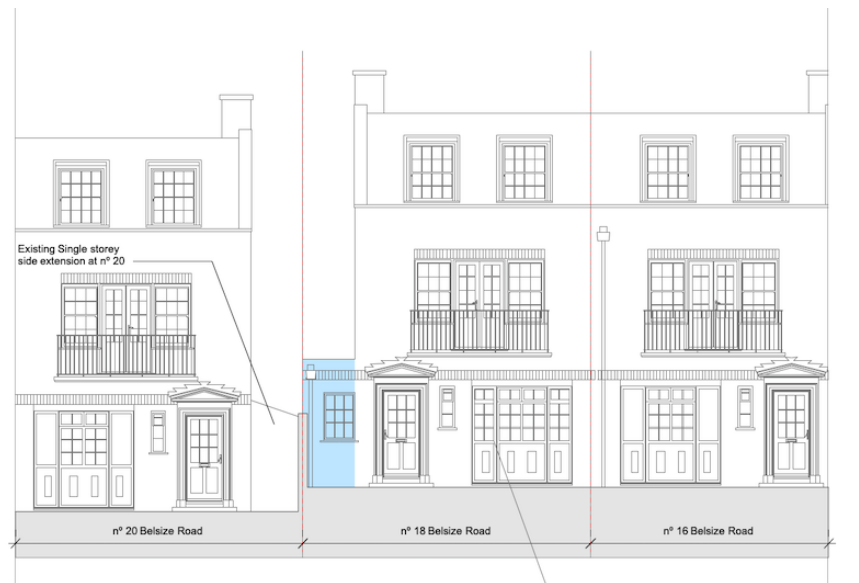 Existing Single storey
side extension at nº 20
nº 20 Belsize Road
nº 18 Belsize Road
nº 16 Belsize Road